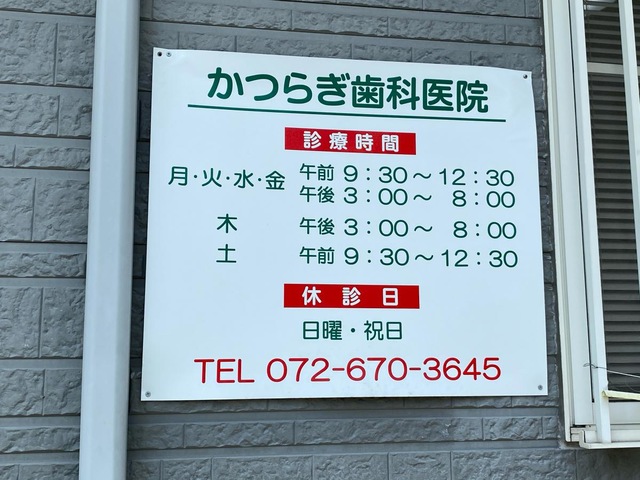 かつらぎ歯科医院
診療時間
月・火・水・金 午前 9：30〜12：30
午後 3：00〜 8：00
木 午後 3：00〜 8：00
土 午前 9：30〜12：30
休診日
日曜・祝日
TEL 072-670-3645